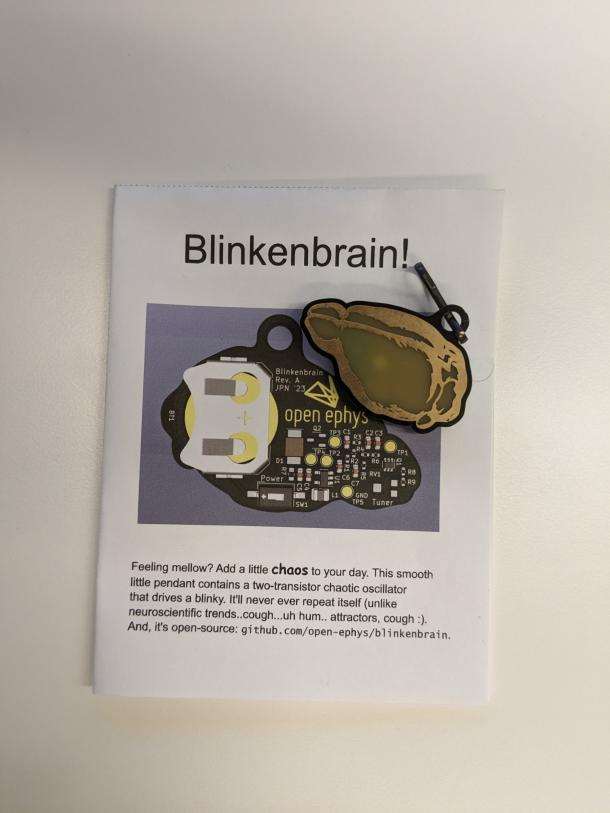 Blinkenbrain!
Blinkenbrain
Rev. A
JPN '23
open ephys
BT1
+
Q2
TP3
C1
C2
C3
TP1
R3
R4
D1
TP4
TP2
R1
R2
R6
Q1
R7
C4
C5
U1
C6
R5
RV1
R8
R9
Power
SW1
L1
C7
GND
TP5
Tuner
Feeling mellow? Add a little chaos to your day. This smooth
little pendant contains a two-transistor chaotic oscillator
that drives a blinky. It'll never ever repeat itself (unlike
neuroscientific trends..cough...uh hum.. attractors, cough :).
And, it's open-source: github.com/open-ephys/blinkenbrain.